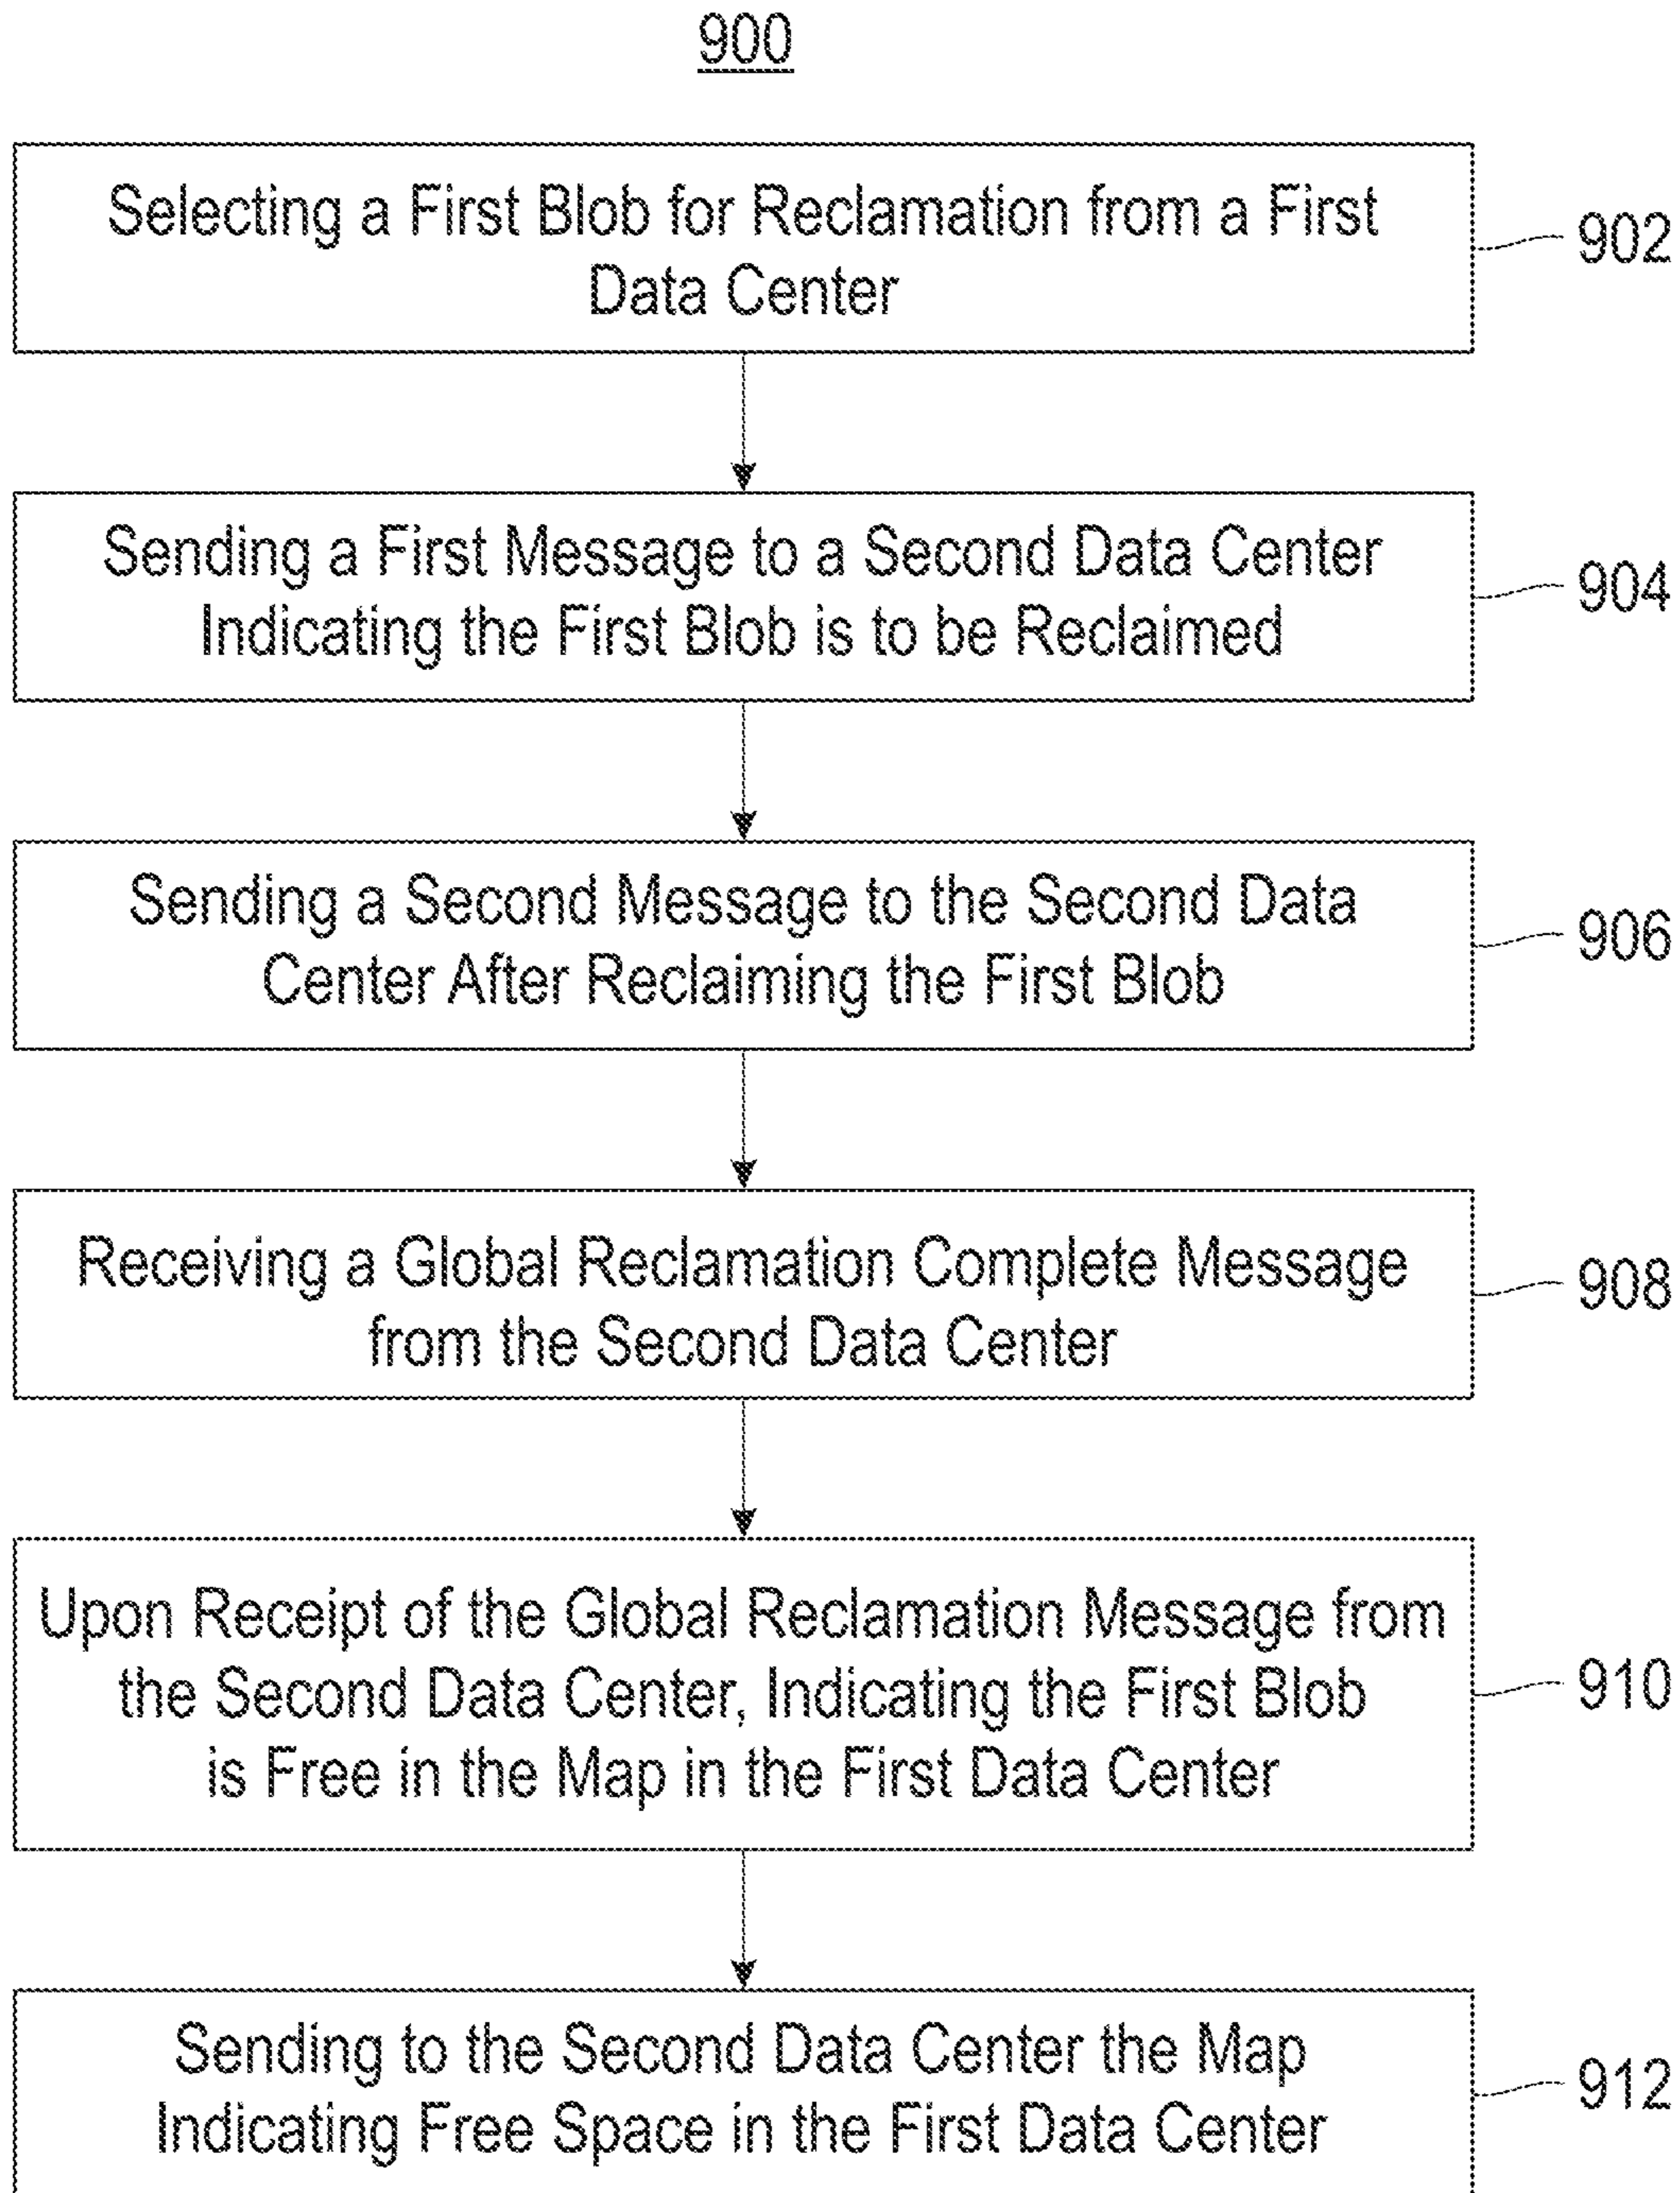 900
Selecting a First Blob for Reclamation from a First
Data Center
902
Sending a First Message to a Second Data Center
Indicating the First Blob is to be Reclaimed
904
Sending a Second Message to the Second Data
Center After Reclaiming the First Blob
906
Receiving a Global Reclamation Complete Message
from the Second Data Center
908
Upon Receipt of the Global Reclamation Message from
the Second Data Center, Indicating the First Blob
is Free in the Map in the First Data Center
910
Sending to the Second Data Center the Map
Indicating Free Space in the First Data Center
912